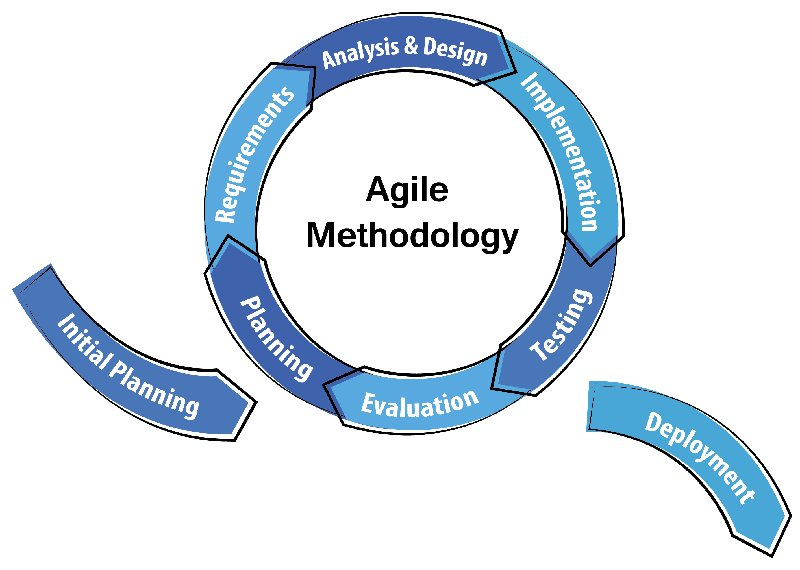 Analysis & Design
Requirements
Implementation
Agile
Methodology
Planning
Testing
Evaluation
Initial Planning
Deployment